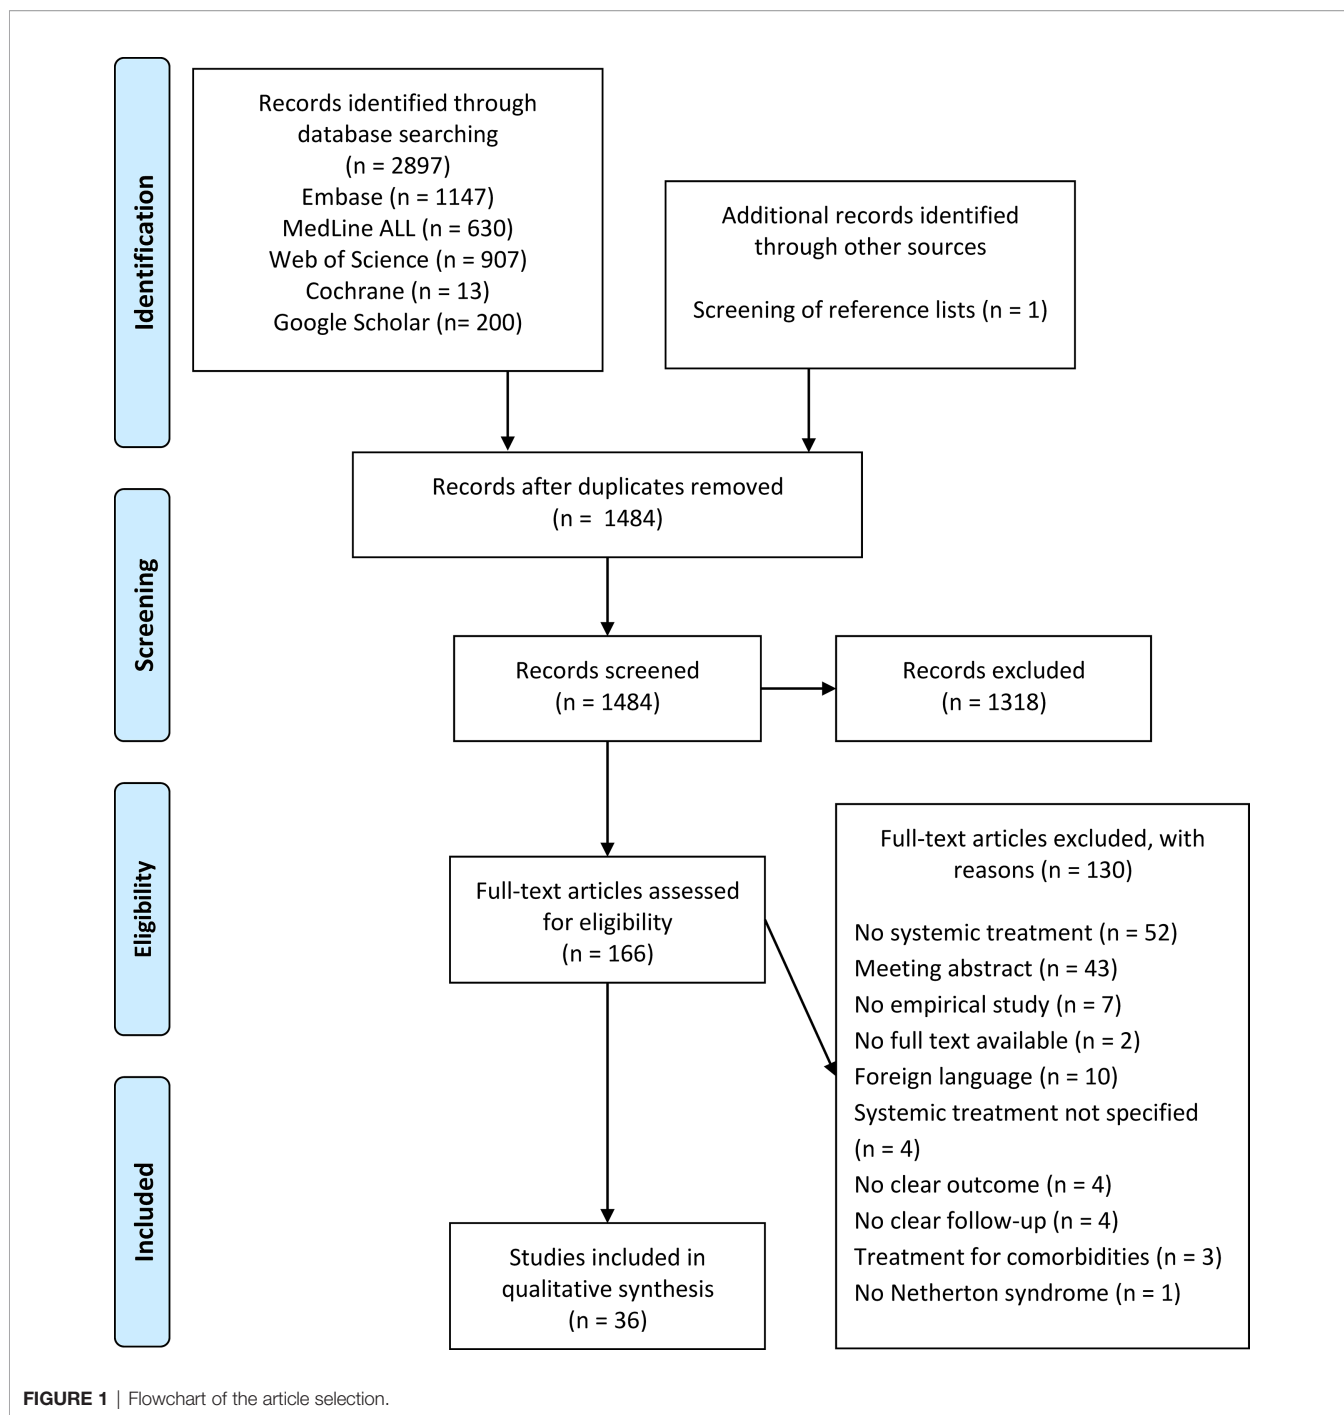 Identification
Records identified through
database searching
(n = 2897)
Embase (n = 1147)
MedLine ALL (n = 630)
Web of Science (n = 907)
Cochrane (n = 13)
Google Scholar (n= 200)
Additional records identified
through other sources
Screening of reference lists (n = 1)
Records after duplicates removed
(n =  1484)
Screening
Records screened
(n = 1484)
Records excluded
(n = 1318)
Eligibility
Full-text articles assessed
for eligibility
(n = 166)
Full-text articles excluded, with
reasons (n = 130)
No systemic treatment (n = 52)
Meeting abstract (n = 43)
No empirical study (n = 7)
No full text available (n = 2)
Foreign language (n = 10)
Systemic treatment not specified
(n = 4)
No clear outcome (n = 4)
No clear follow-up (n = 4)
Treatment for comorbidities (n = 3)
No Netherton syndrome (n = 1)
Included
Studies included in
qualitative synthesis
(n = 36)
FIGURE 1 | Flowchart of the article selection.